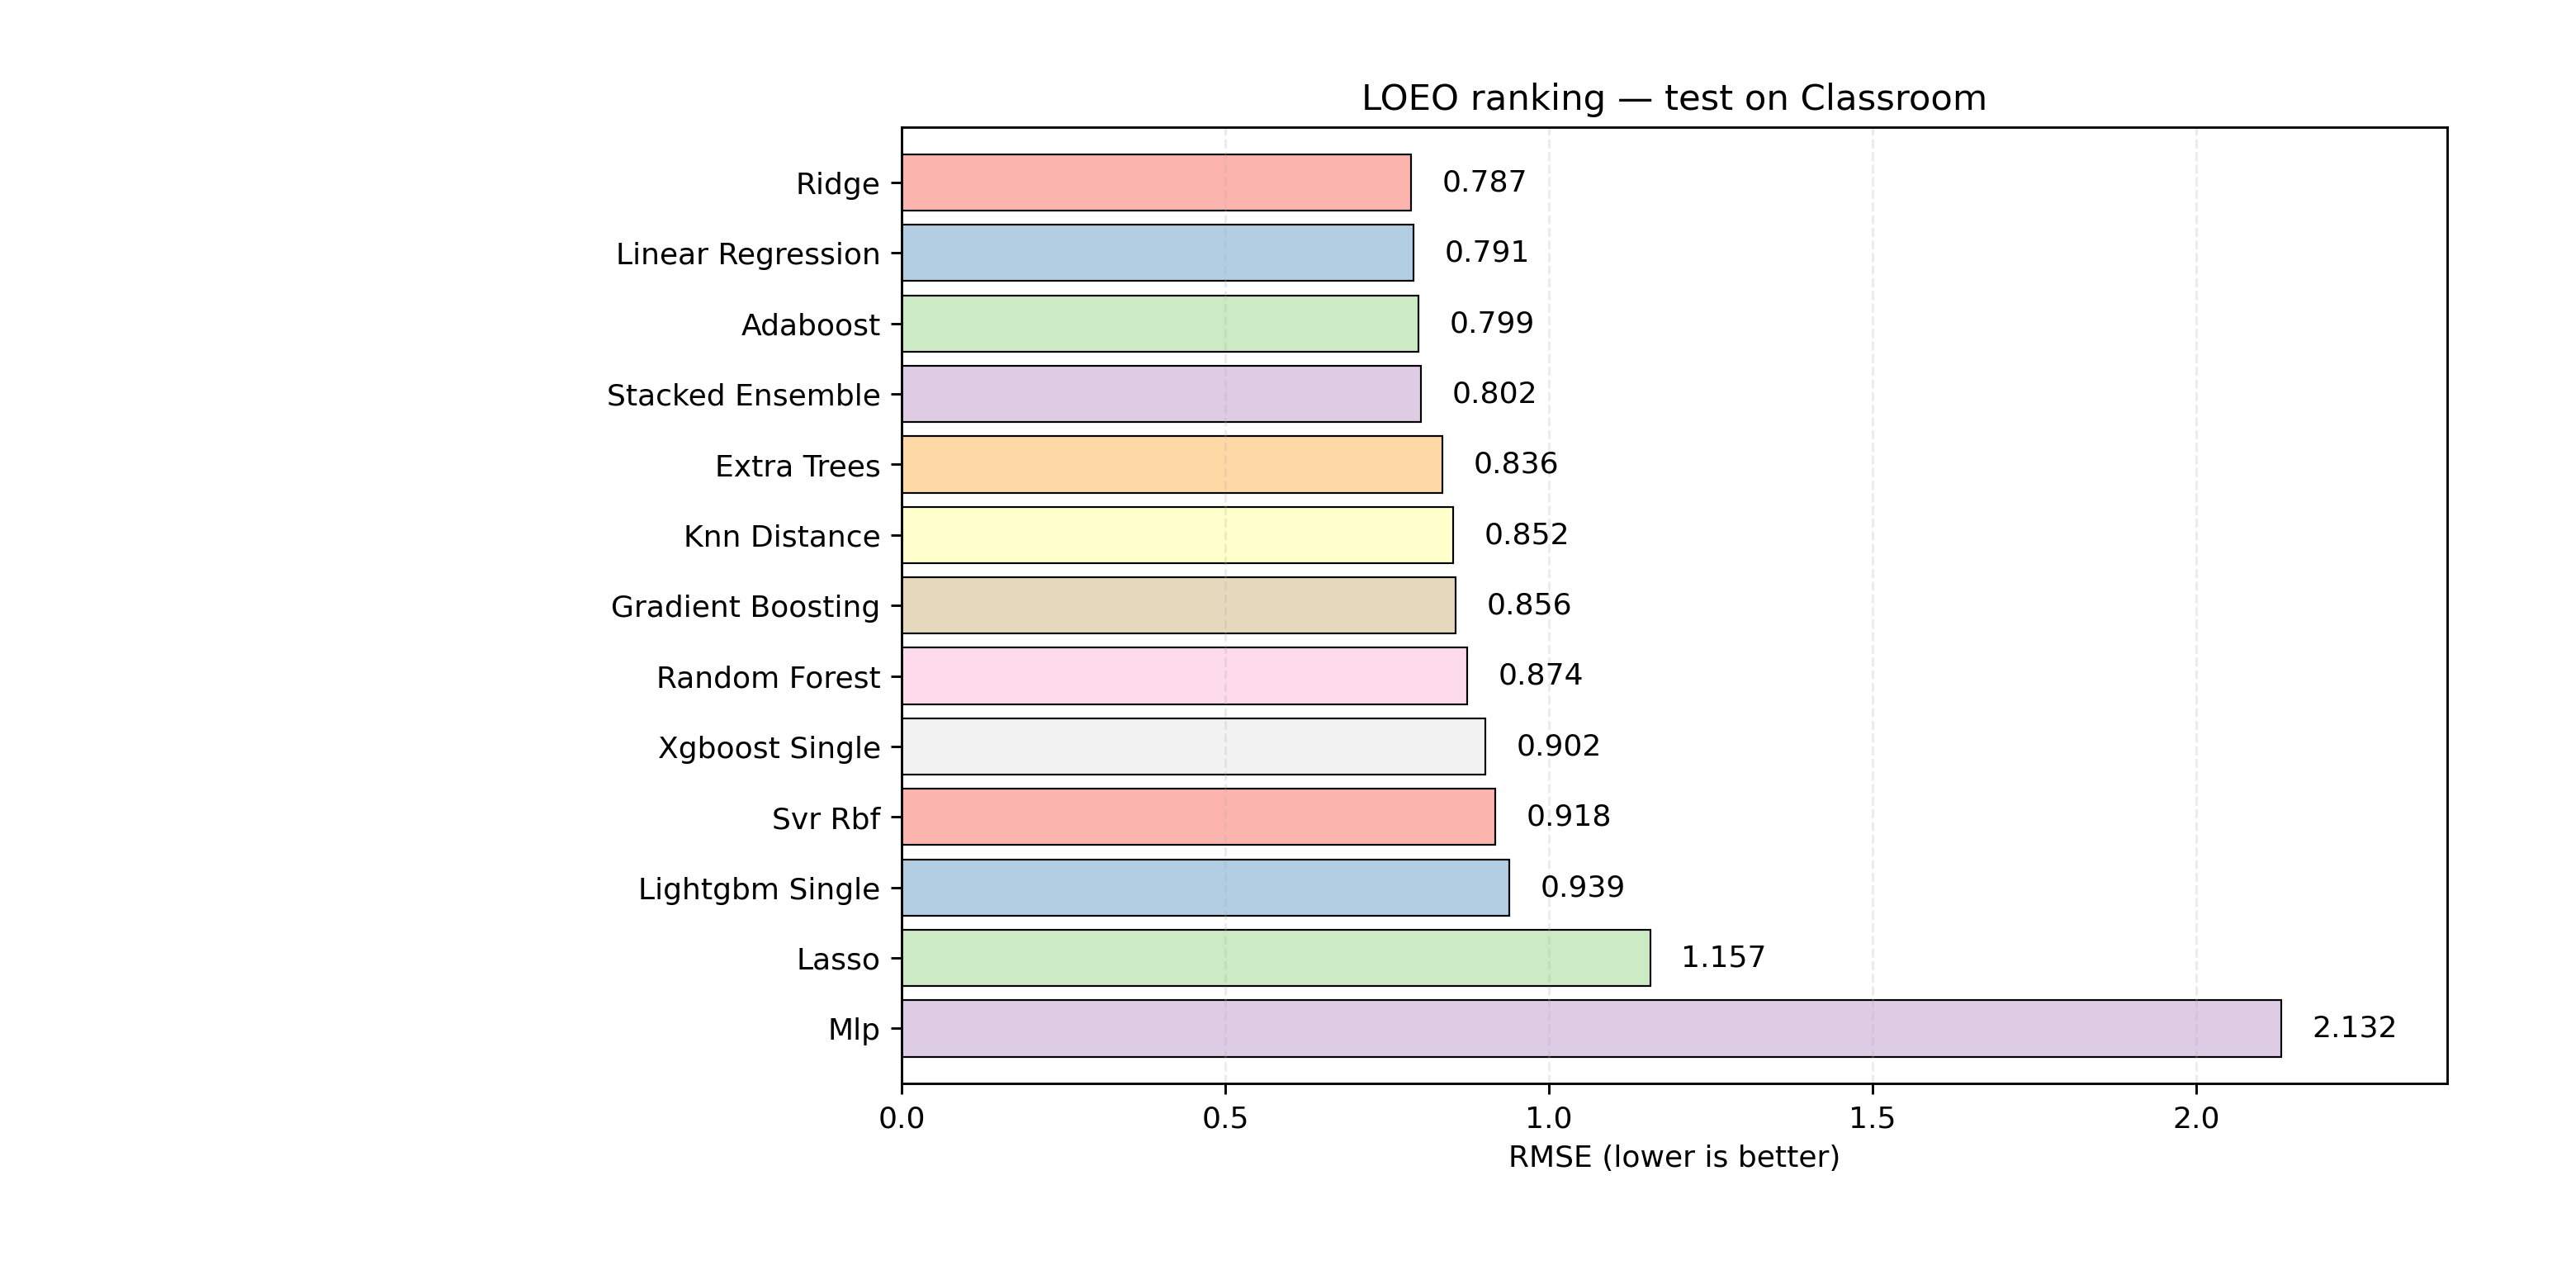 LOEO ranking — test on Classroom
Ridge 0.787
Linear Regression 0.791
Adaboost 0.799
Stacked Ensemble 0.802
Extra Trees 0.836
Knn Distance 0.852
Gradient Boosting 0.856
Random Forest 0.874
Xgboost Single 0.902
Svr Rbf 0.918
Lightgbm Single 0.939
Lasso 1.157
Mlp 2.132
0.0 0.5 1.0 1.5 2.0
RMSE (lower is better)